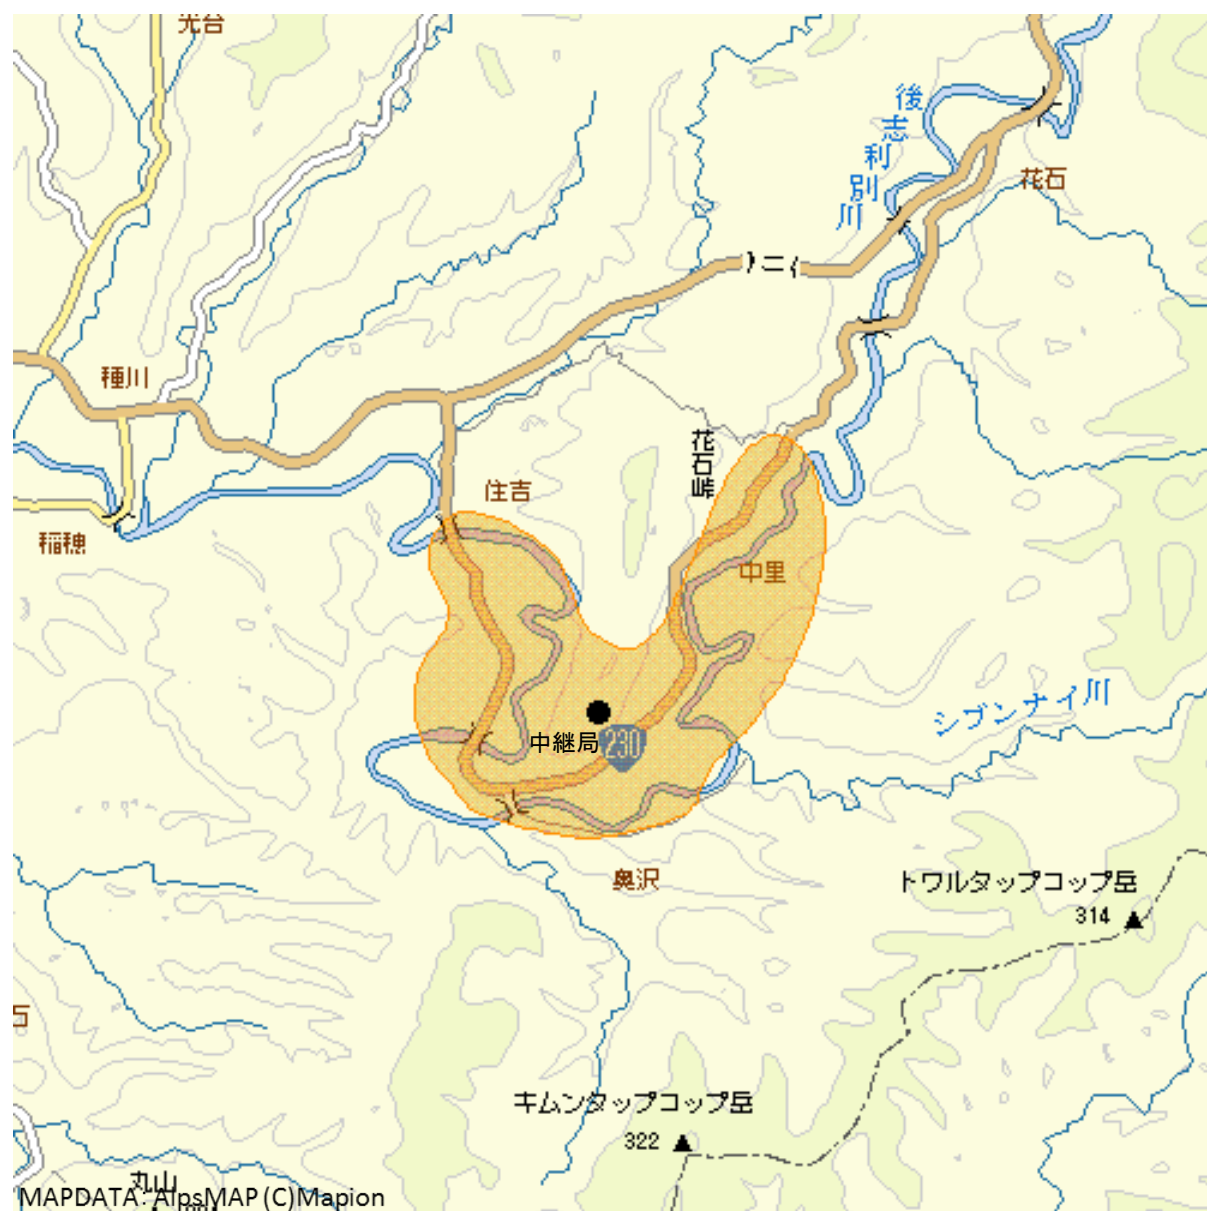 光台
後志利別川
花石
種川
花石峠
住吉
稲穂
中里
シブンナイ川
中継局
230
奥沢
トワルタップコップ岳
314
石
キムンタップコップ岳
322
丸山
MAPDATA: AlpsMAP (C)Mapion